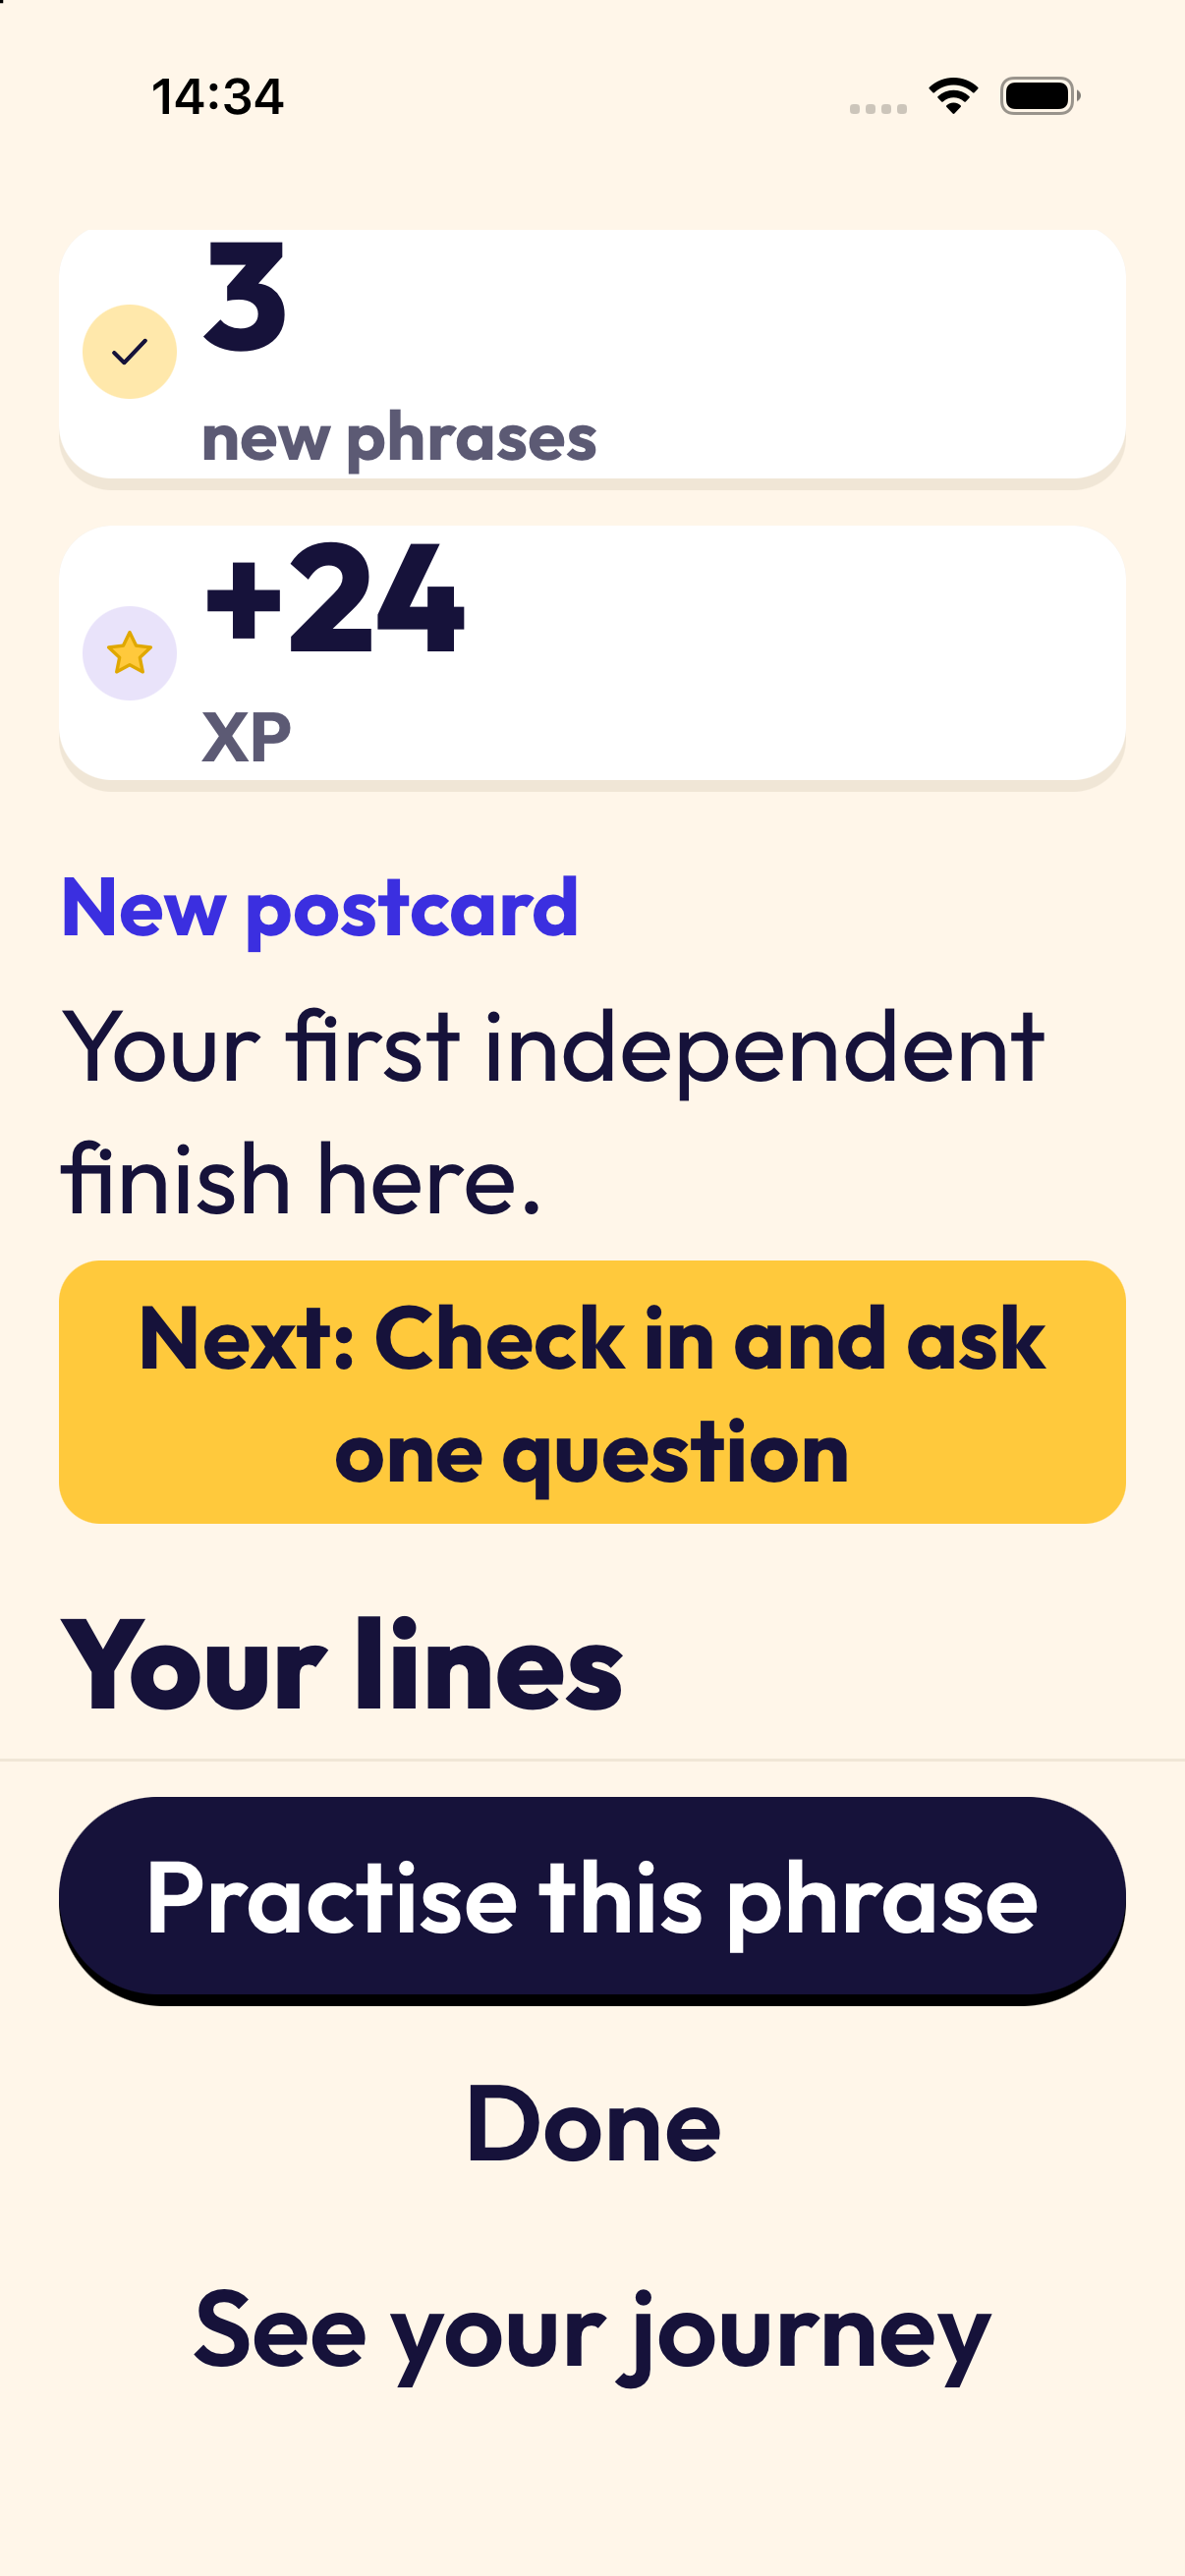 14:34
3
new phrases
+24
XP
New postcard
Your first independent
finish here.
Next: Check in and ask
one question
Your lines
Practise this phrase
Done
See your journey